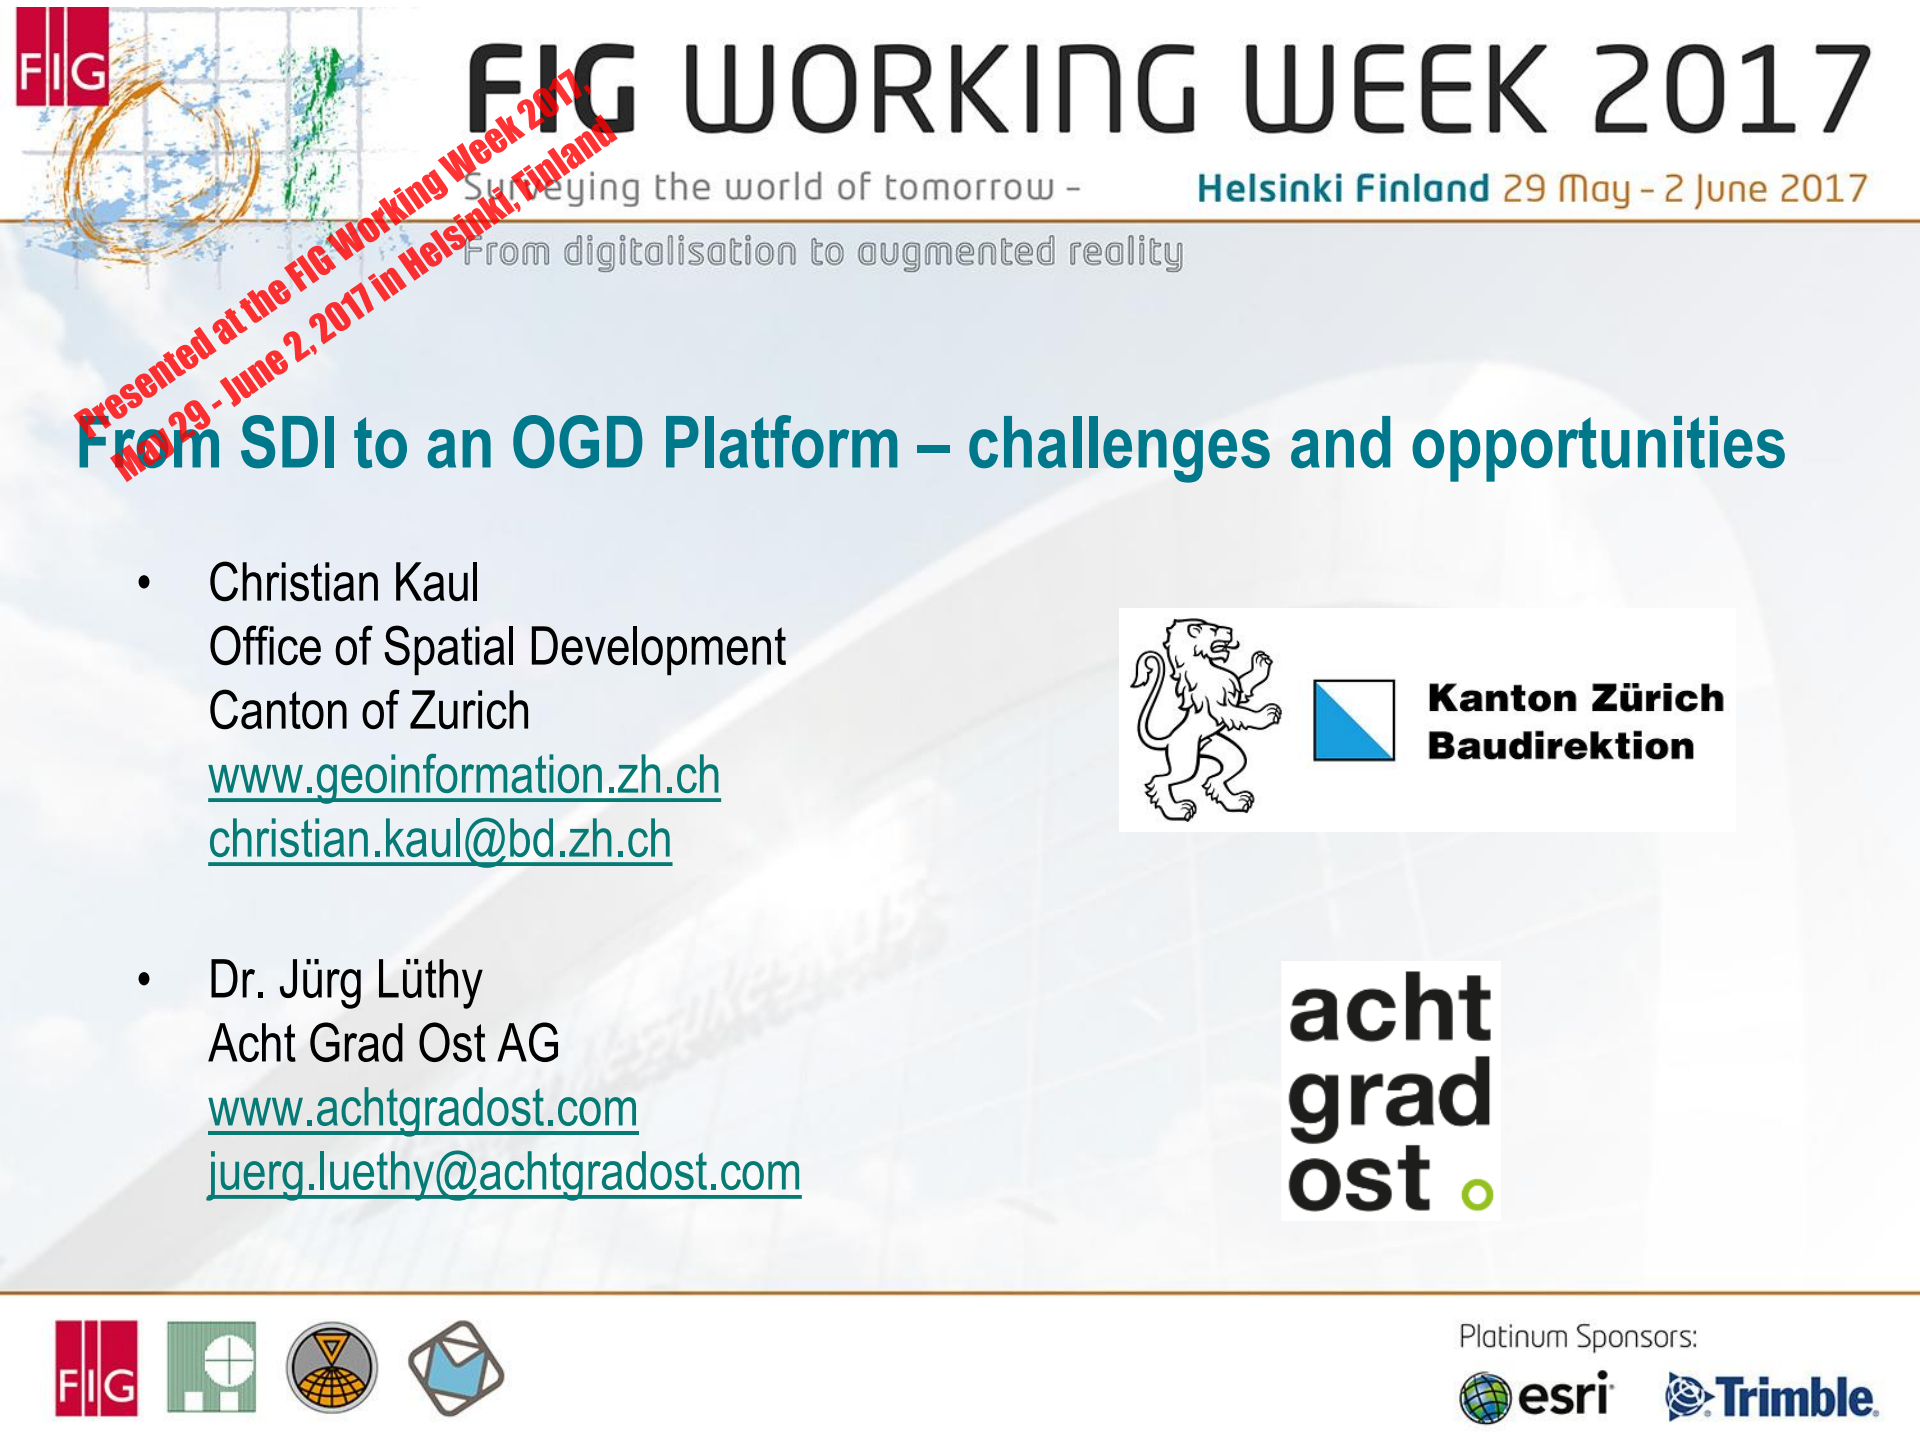 FIG
FIG WORKING WEEK 2017
Surveying the world of tomorrow –
Helsinki Finland 29 May – 2 June 2017
From digitalisation to augmented reality
Presented at the FIG Working Week 2017,
May 29 - June 2, 2017 in Helsinki, Finland
From SDI to an OGD Platform – challenges and opportunities
• Christian Kaul
Office of Spatial Development
Canton of Zurich
www.geoinformation.zh.ch
christian.kaul@bd.zh.ch
Kanton Zürich
Baudirektion
• Dr. Jürg Lüthy
Acht Grad Ost AG
www.achtgradost.com
juerg.luethy@achtgradost.com
acht
grad
ost
FIG
Platinum Sponsors:
esri
Trimble.